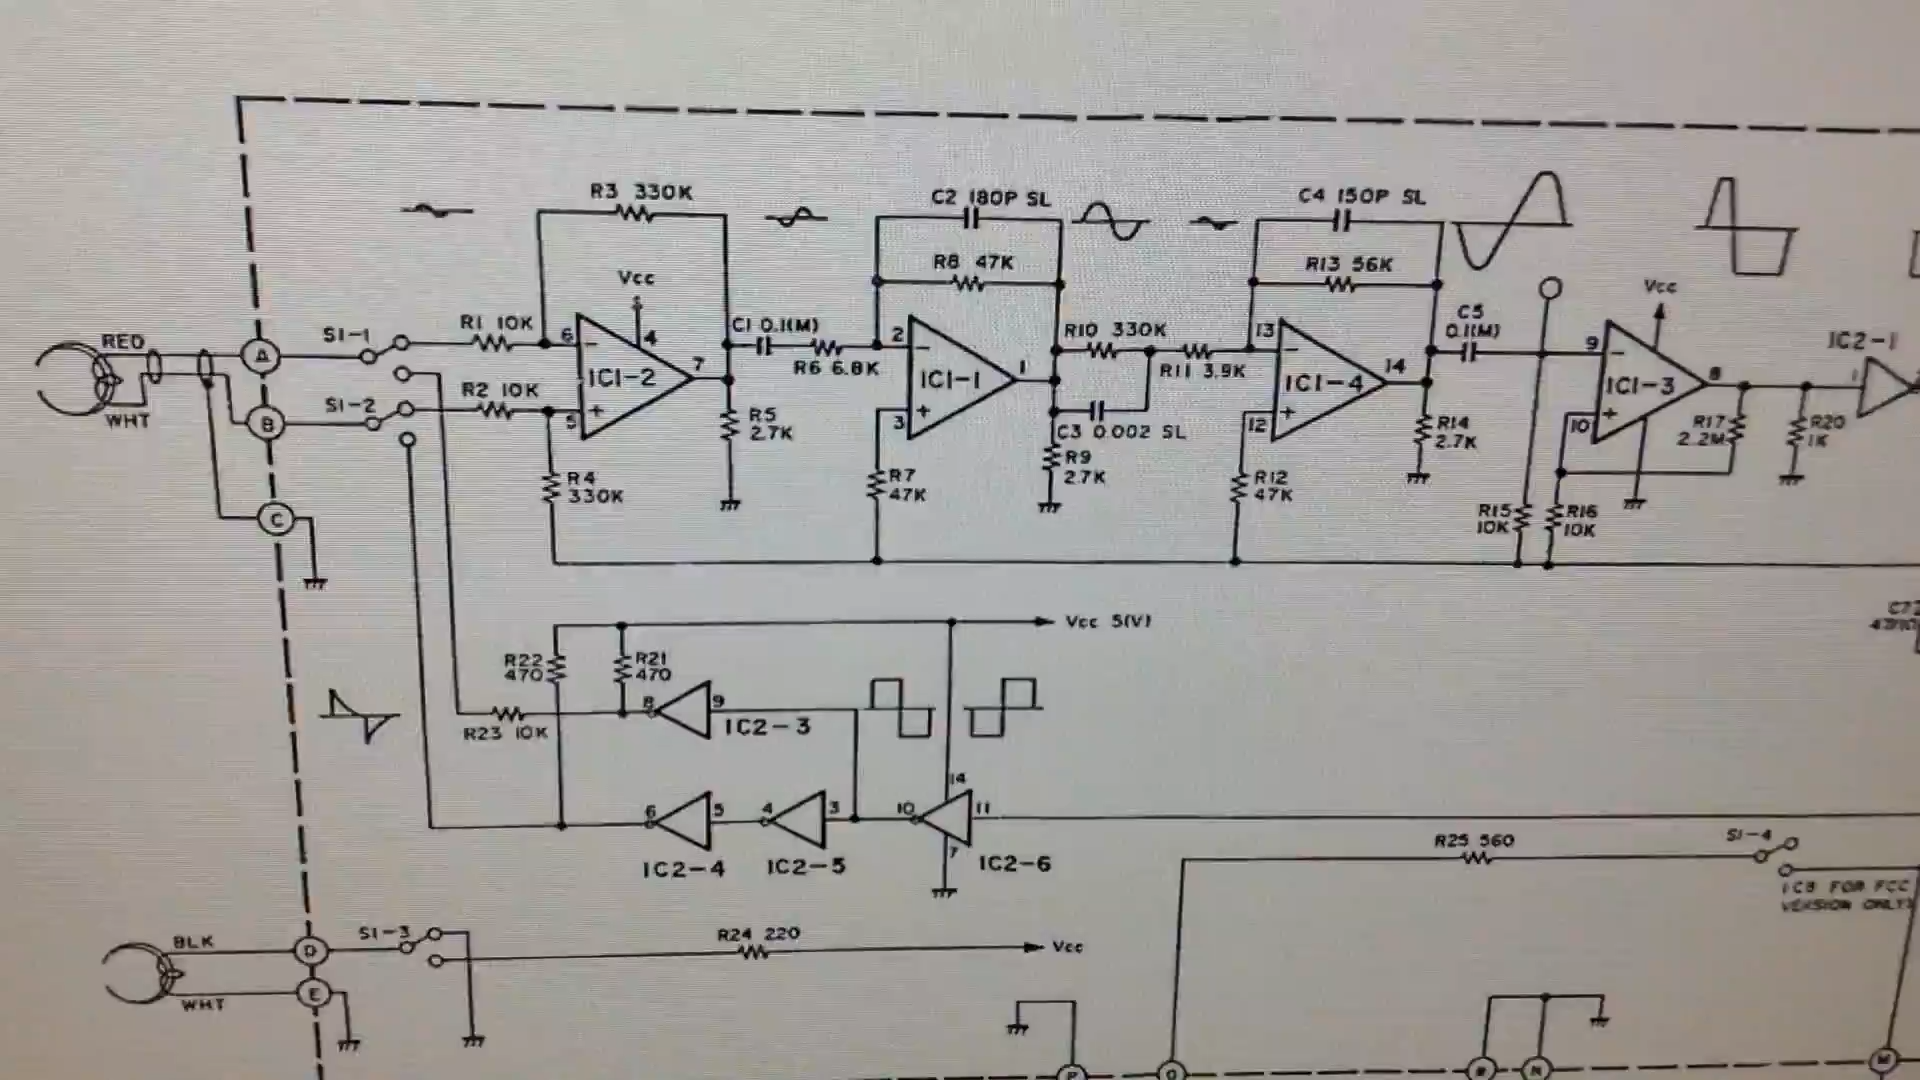 R3 330K
C2 180P SL
C4 150P SL
R8 47K
R13 56K
Vcc
Vcc
RED
WHT
A
B
C
S1-1
S1-2
R1 10K
R2 10K
6
5
4
7
IC1-2
C1 0.1(M)
R6 6.8K
R4
330K
R5
2.7K
2
3
1
IC1-1
R7
47K
R10 330K
R11 3.9K
C3 0.002 SL
R9
2.7K
13
12
14
IC1-4
R12
47K
R14
2.7K
C5
0.1(M)
9
10
8
IC1-3
R15
10K
R16
10K
R17
2.2M
R20
1K
IC2-1
1
Vcc 5(V)
R22
470
R21
470
R23 10K
8
9
IC2-3
6
5
IC2-4
4
3
IC2-5
10
11
14
7
IC2-6
R25 560
S1-4
FOR FCC
VERSION ONLY)
BLK
WHT
D
E
S1-3
R24 220
Vcc
P
O
N
M